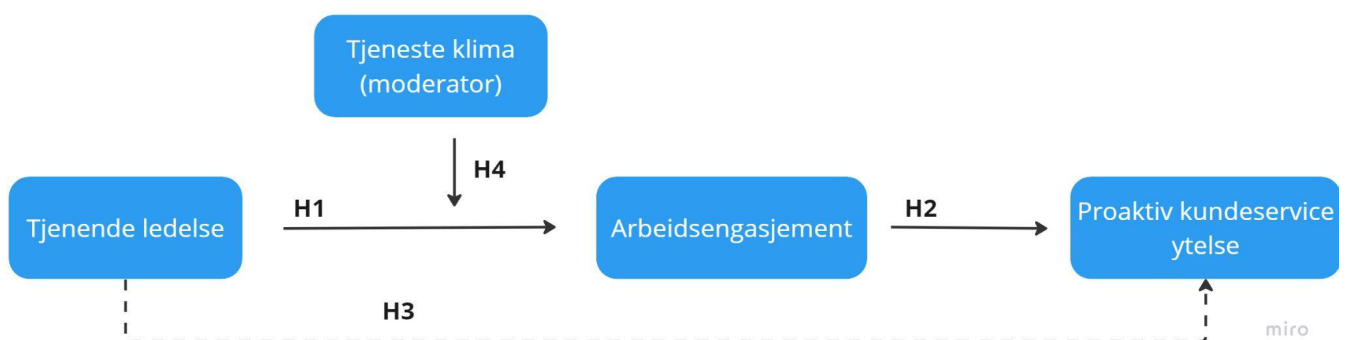 Tjeneste klima
(moderator)
H4
Tjenende ledelse
H1
Arbeidsengasjement
H2
Proaktiv kundeservice
ytelse
H3
miro